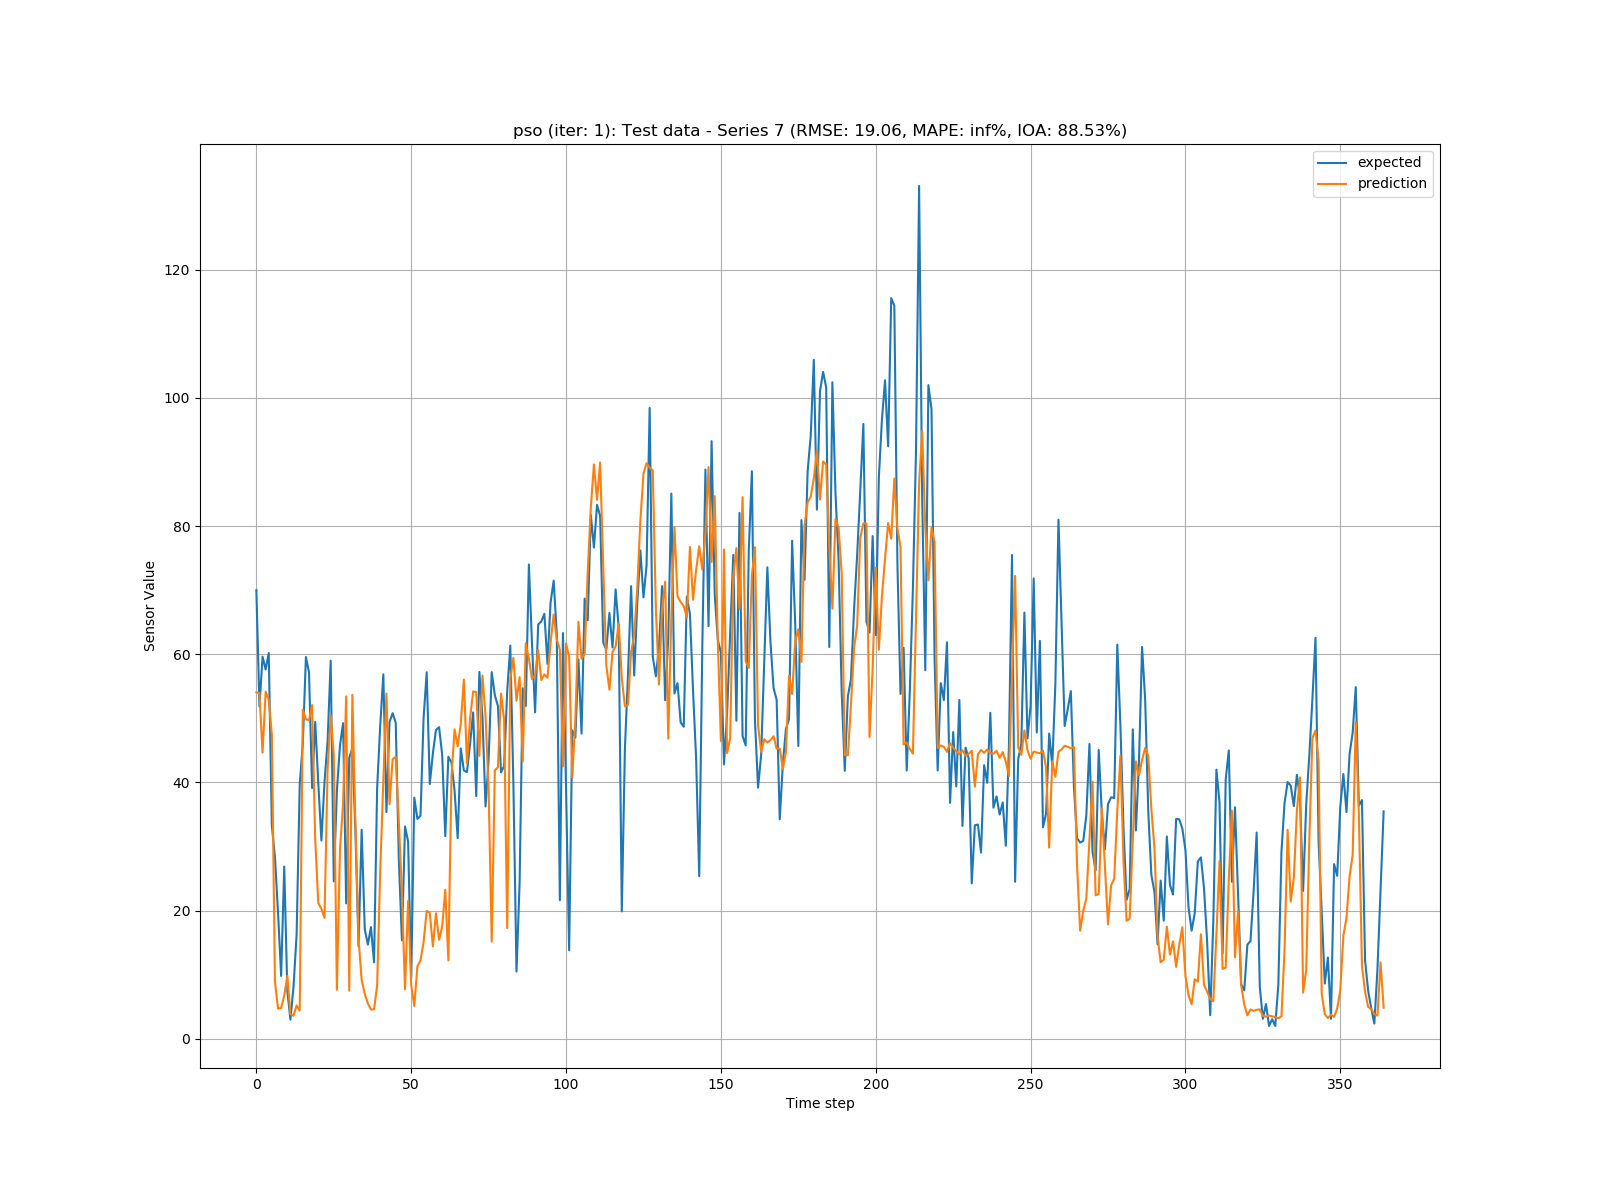 pso (iter: 1): Test data - Series 7 (RMSE: 19.06, MAPE: inf%, IOA: 88.53%)
expected
prediction
120
100
80
60
40
20
0
Sensor Value
0 50 100 150 200 250 300 350
Time step